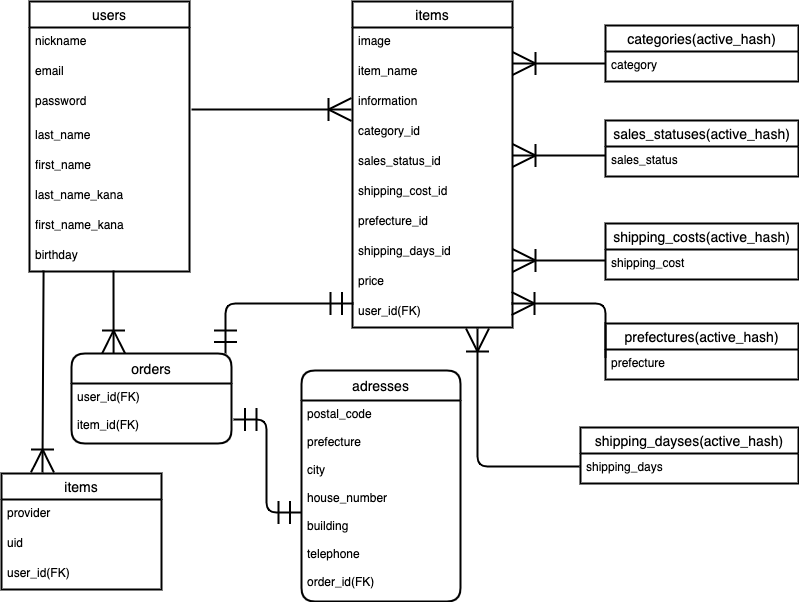 users
nickname
email
password
last_name
first_name
last_name_kana
first_name_kana
birthday
items
image
item_name
information
category_id
sales_status_id
shipping_cost_id
prefecture_id
shipping_days_id
price
user_id(FK)
categories(active_hash)
category
sales_statuses(active_hash)
sales_status
shipping_costs(active_hash)
shipping_cost
prefectures(active_hash)
prefecture
shipping_dayses(active_hash)
shipping_days
orders
user_id(FK)
item_id(FK)
adresses
postal_code
prefecture
city
house_number
building
telephone
order_id(FK)
items
provider
uid
user_id(FK)